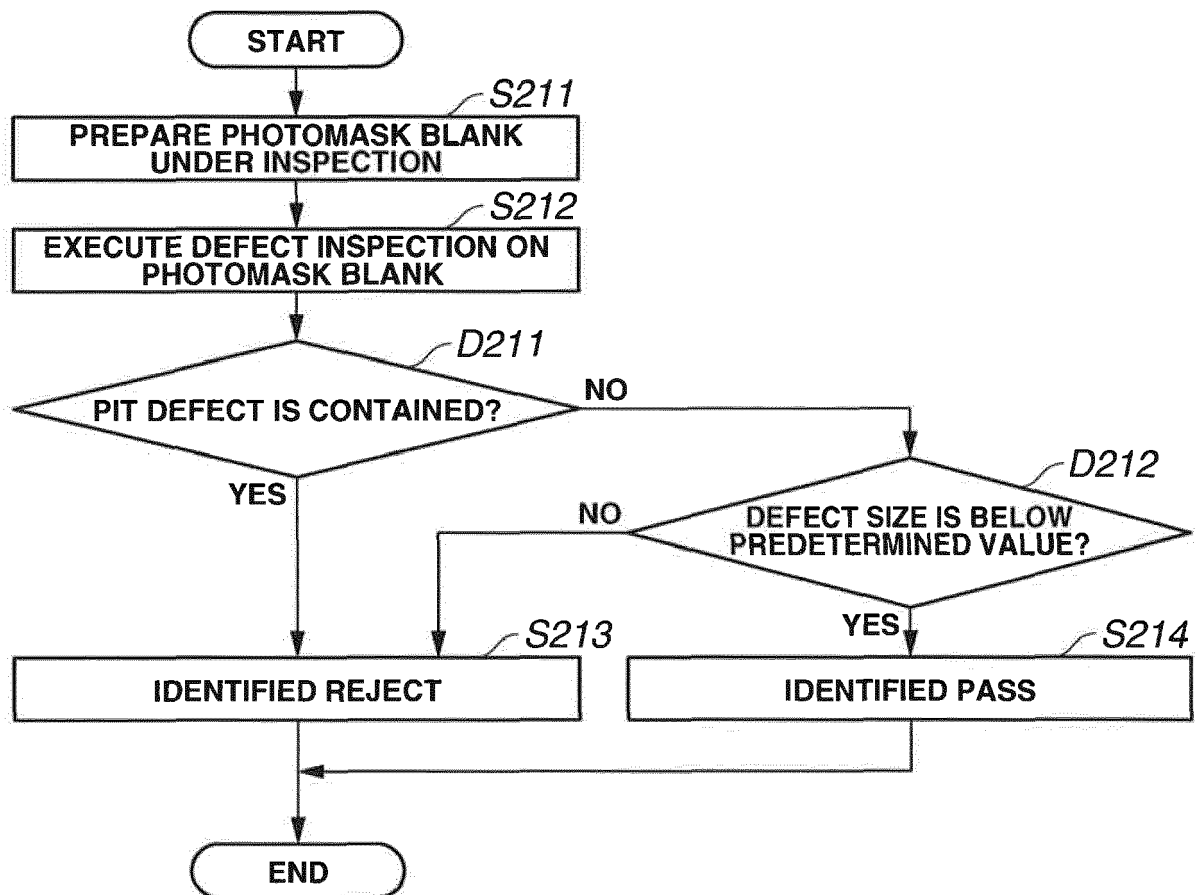 START
S211
PREPARE PHOTOMASK BLANK
UNDER INSPECTION
S212
EXECUTE DEFECT INSPECTION ON
PHOTOMASK BLANK
D211
PIT DEFECT IS CONTAINED?
NO
YES
D212
DEFECT SIZE IS BELOW
PREDETERMINED VALUE?
NO
YES
S213
IDENTIFIED REJECT
S214
IDENTIFIED PASS
END